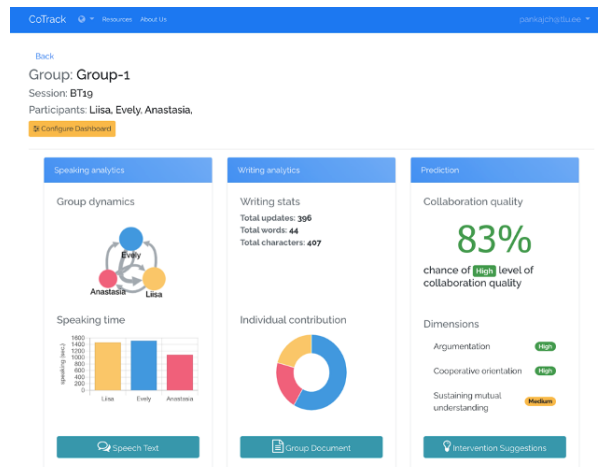 CoTrack Resources About Us pankajch@tlu.ee
Back
Group: Group-1
Session: BT19
Participants: Liisa, Evely, Anastasia,
Configure Dashboard
Speaking analytics
Group dynamics
Evely
Anastasia
Liisa
Speaking time
speaking (sec.)
1600
1400
1200
1000
800
600
400
200
0
Liisa Evely Anastasia
Speech Text
Writing analytics
Writing stats
Total updates: 396
Total words: 44
Total characters: 407
Individual contribution
Group Document
Prediction
Collaboration quality
83%
chance of High level of
collaboration quality
Dimensions
Argumentation High
Cooperative orientation High
Sustaining mutual
understanding Medium
Intervention Suggestions